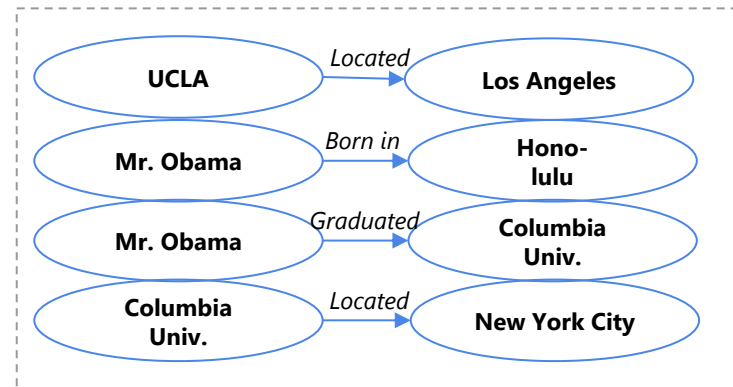 UCLA
Located
Los Angeles
Mr. Obama
Born in
Hono-
lulu
Mr. Obama
Graduated
Columbia
Univ.
Columbia
Univ.
Located
New York City